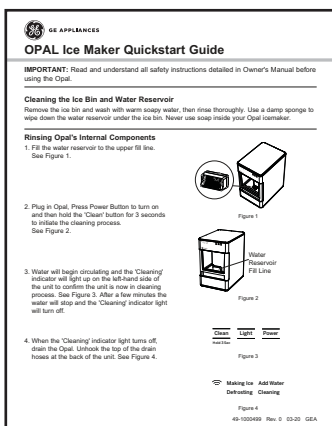 GE APPLIANCES
OPAL Ice Maker Quickstart Guide
IMPORTANT: Read and understand all safety instructions detailed in Owner's Manual before
using the Opal.
Cleaning the Ice Bin and Water Reservoir
Remove the ice bin and wash with warm soapy water, then rinse thoroughly. Use a damp sponge to
wipe down the water reservoir under the ice bin. Never use soap inside your Opal icemaker.
Rinsing Opal's Internal Components
1. Fill the water reservoir to the upper fill line.
See Figure 1.
Figure 1
2. Plug in Opal, Press Power Button to turn on
and then hold the 'Clean' button for 3 seconds
to initiate the cleaning process.
See Figure 2.
Water
Reservoir
Fill Line
Figure 2
3. Water will begin circulating and the 'Cleaning'
indicator will light up on the left-hand side of
the unit to confirm the unit is now in cleaning
process. See Figure 3. After a few minutes the
water will stop and the 'Cleaning' indicator light
will turn off.
Clean Light Power
Hold 3 Sec
Figure 3
4. When the 'Cleaning' indicator light turns off,
drain the Opal. Unhook the top of the drain
hoses at the back of the unit. See Figure 4.
Making Ice Add Water
Defrosting Cleaning
Figure 4
49-1000499 Rev. 0 03-20 GEA